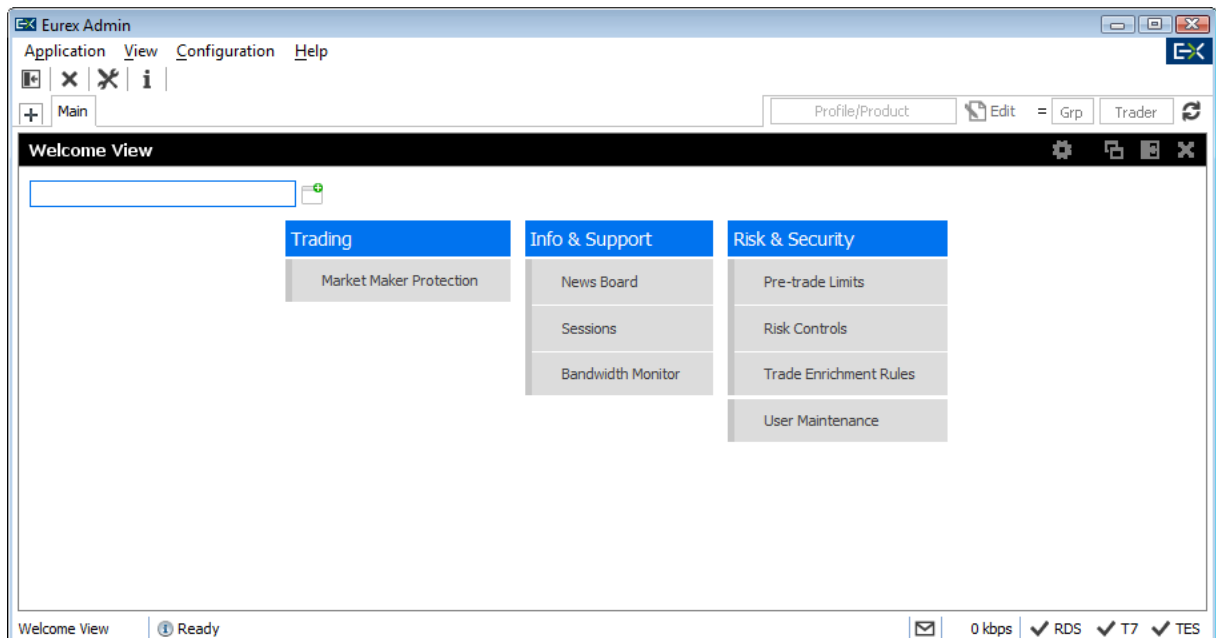 EX Eurex Admin
Application View Configuration Help
EX
Main Profile/Product Edit = Grp Trader
Welcome View
Trading Info & Support Risk & Security
Market Maker Protection News Board Pre-trade Limits
Sessions Risk Controls
Bandwidth Monitor Trade Enrichment Rules
User Maintenance
Welcome View Ready 0 kbps RDS T7 TES